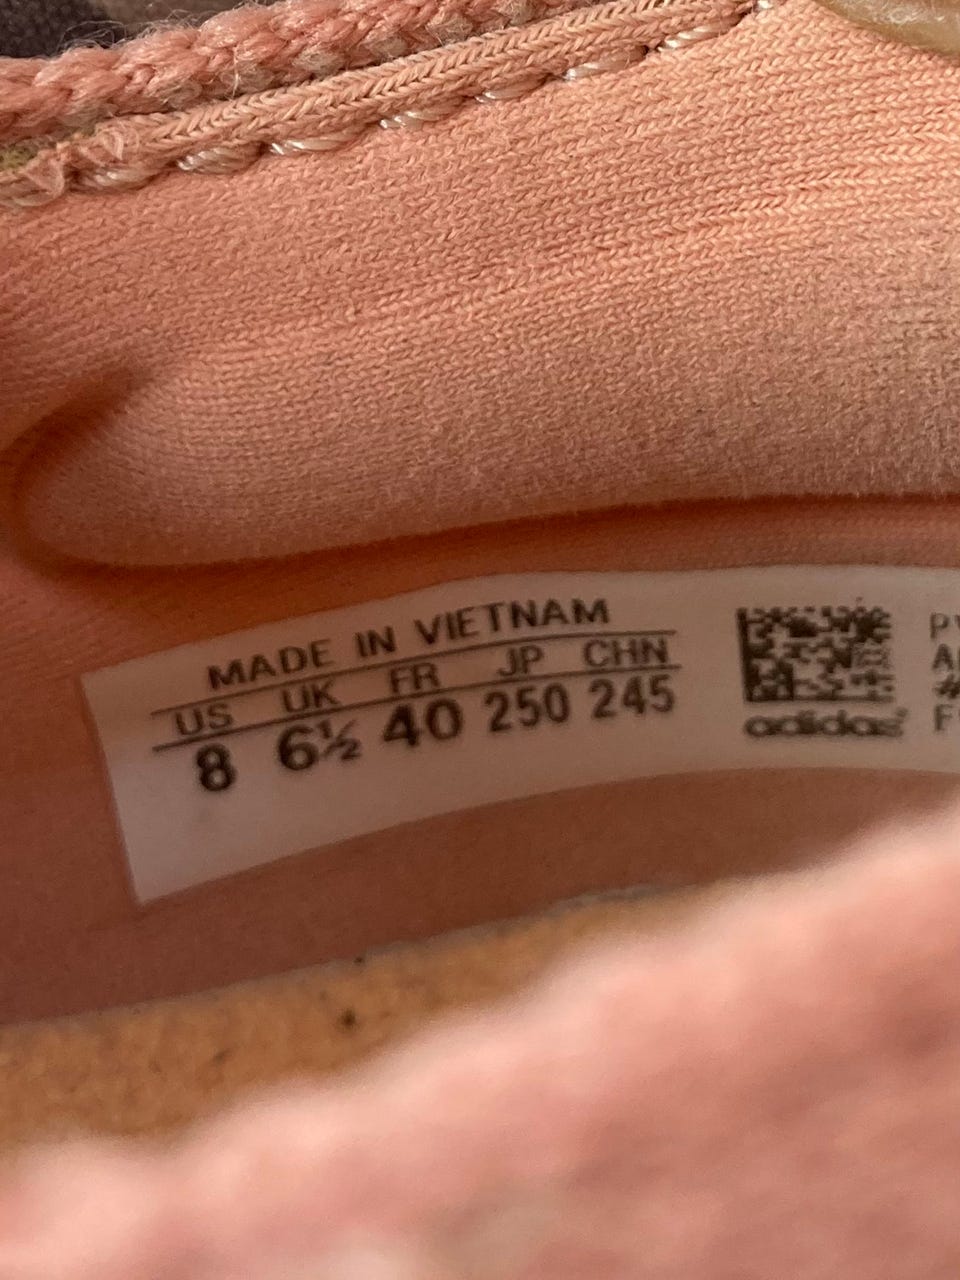 MADE IN VIETNAM
US UK FR JP CHN
8 6½ 40 250 245
adidas